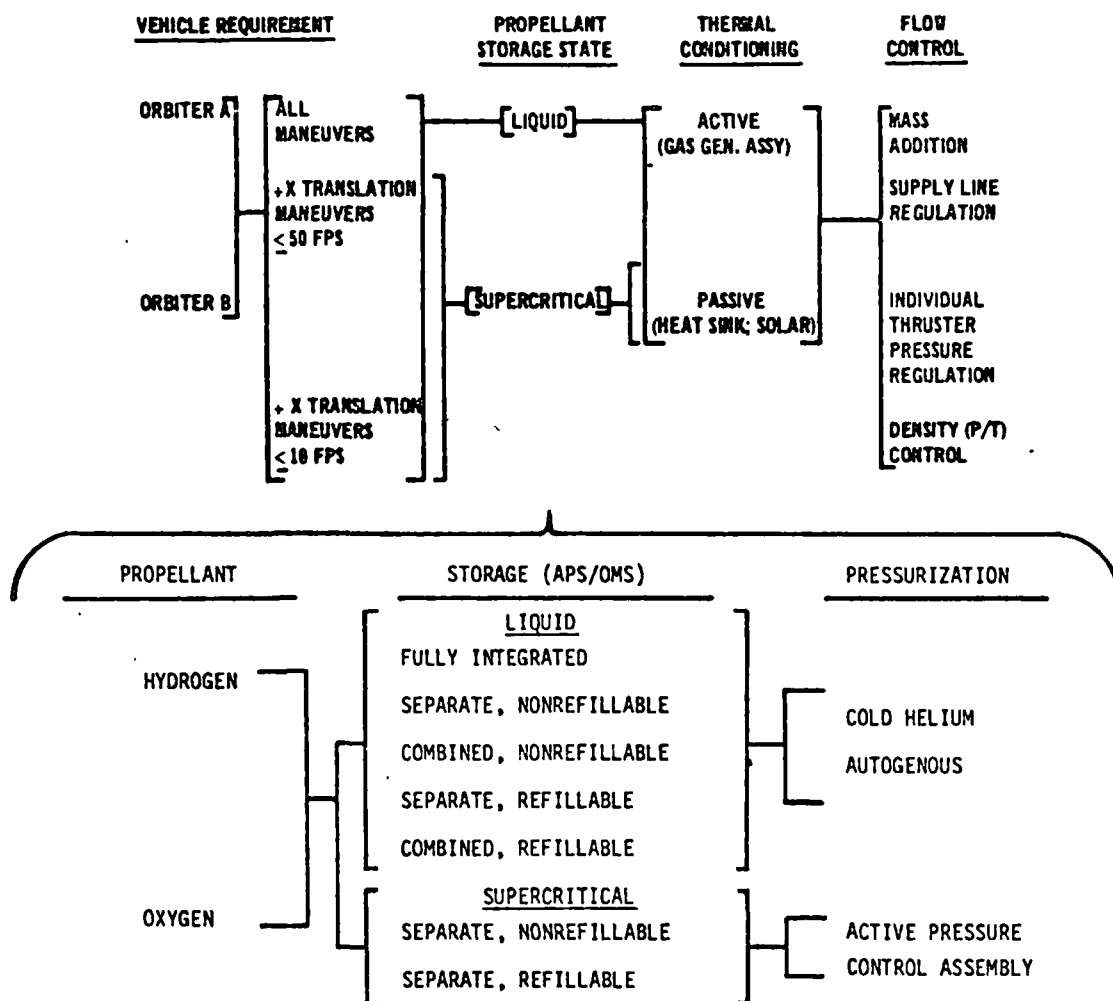 VEHICLE REQUIREMENT
PROPELLANT
STORAGE STATE
THERMAL
CONDITIONING
FLOW
CONTROL
ORBITER A
ORBITER B
ALL
MANEUVERS
+X TRANSLATION
MANEUVERS
≤ 50 FPS
+ X TRANSLATION
MANEUVERS
≤ 10 FPS
LIQUID
SUPERCRITICAL
ACTIVE
(GAS GEN. ASSY)
PASSIVE
(HEAT SINK; SOLAR)
MASS
ADDITION
SUPPLY LINE
REGULATION
INDIVIDUAL
THRUSTER
PRESSURE
REGULATION
DENSITY (P/T)
CONTROL
PROPELLANT
HYDROGEN
OXYGEN
STORAGE (APS/OMS)
LIQUID
FULLY INTEGRATED
SEPARATE, NONREFILLABLE
COMBINED, NONREFILLABLE
SEPARATE, REFILLABLE
COMBINED, REFILLABLE
SUPERCRITICAL
SEPARATE, NONREFILLABLE
SEPARATE, REFILLABLE
PRESSURIZATION
COLD HELIUM
AUTOGENOUS
ACTIVE PRESSURE
CONTROL ASSEMBLY